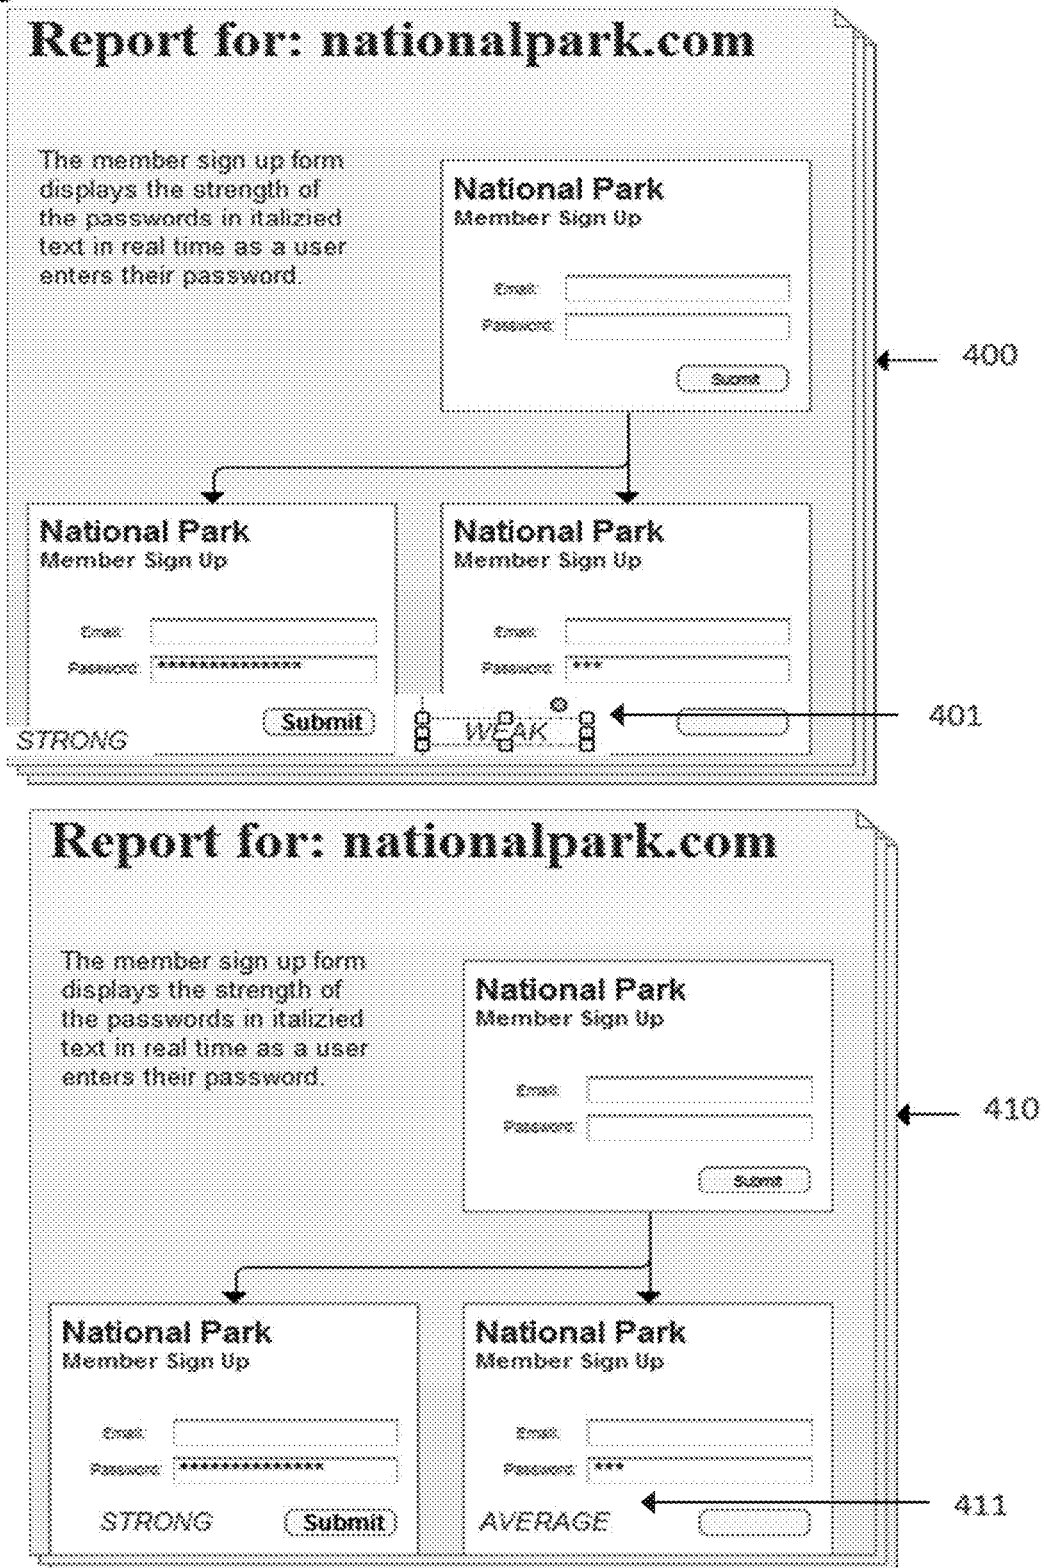 Report for: nationalpark.com
The member sign up form
displays the strength of
the passwords in italizied
text in real time as a user
enters their password.
National Park
Member Sign Up
Email:
Password:
Submit
400
National Park
Member Sign Up
Email:
Password: **************
Submit
STRONG
National Park
Member Sign Up
Email:
Password: ***
WEAK
401
Report for: nationalpark.com
The member sign up form
displays the strength of
the passwords in italizied
text in real time as a user
enters their password.
National Park
Member Sign Up
Email:
Password:
Submit
410
National Park
Member Sign Up
Email:
Password: **************
STRONG Submit
National Park
Member Sign Up
Email:
Password: ***
AVERAGE
411